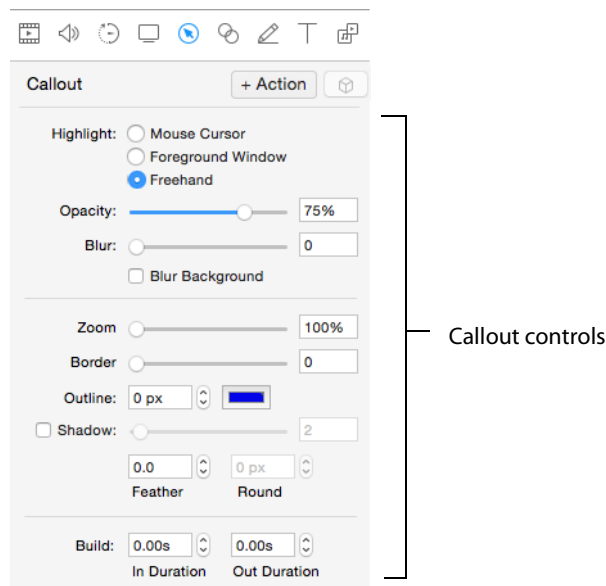 Callout + Action
Highlight: Mouse Cursor
Foreground Window
Freehand
Opacity: 75%
Blur: 0
Blur Background
Zoom 100%
Border 0
Outline: 0 px
Shadow: 2
0.0 0 px
Feather Round
Build: 0.00s 0.00s
In Duration Out Duration
Callout controls